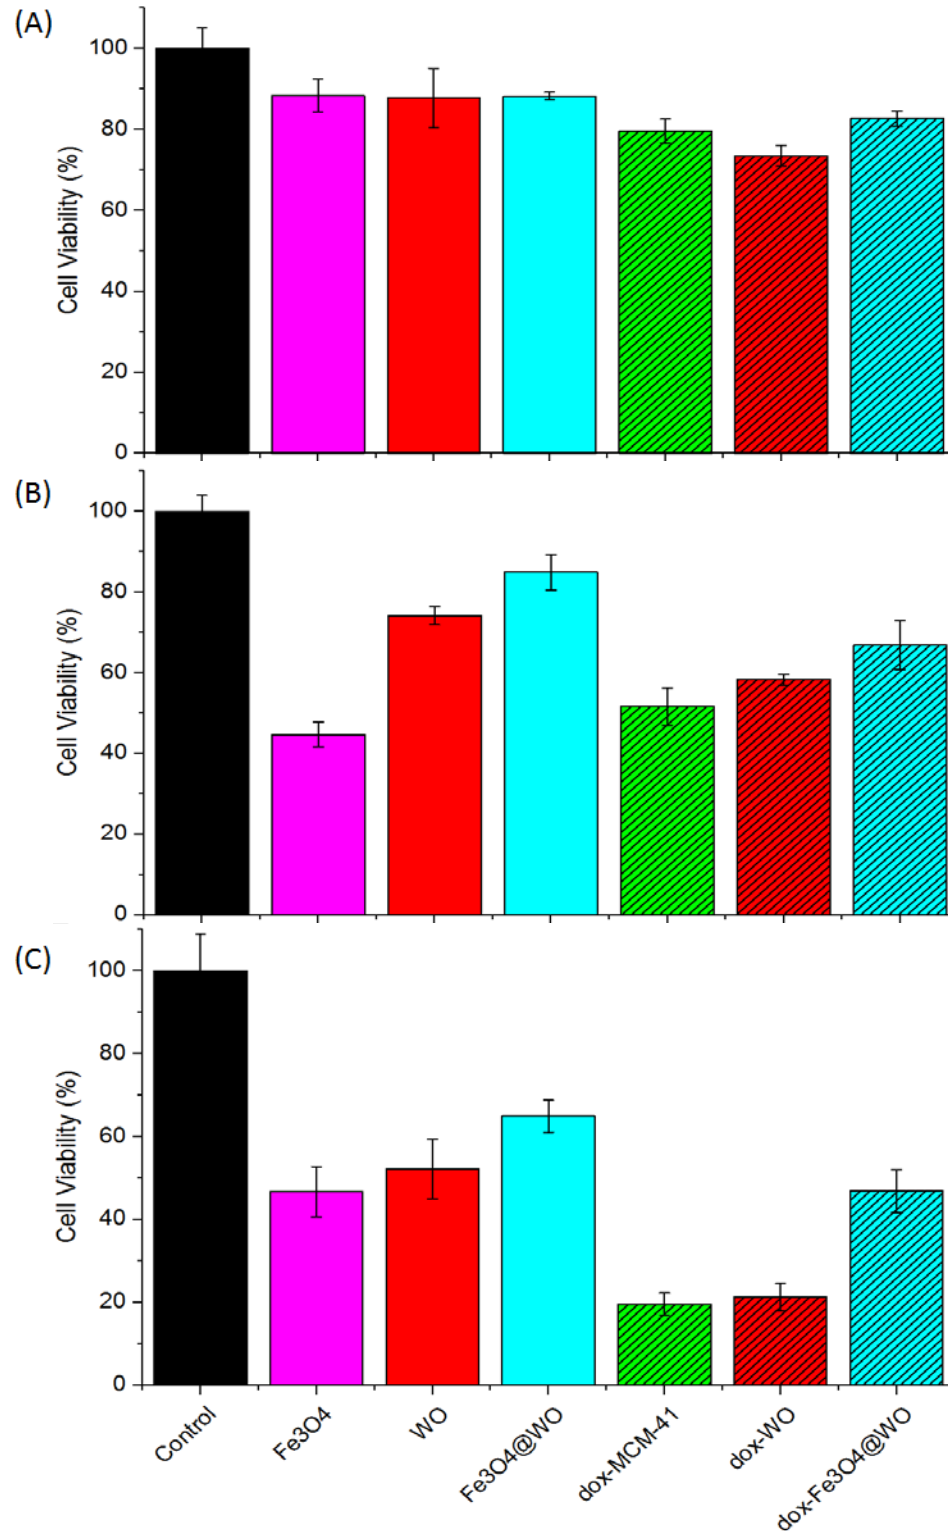 (A)
Cell Viability (%)
100
80
60
40
20
0
(B)
Cell Viability (%)
100
80
60
40
20
0
(C)
Cell Viability (%)
100
80
60
40
20
0
Control
Fe3O4
WO
Fe3O4@WO
dox-MCM-41
dox-WO
dox-Fe3O4@WO